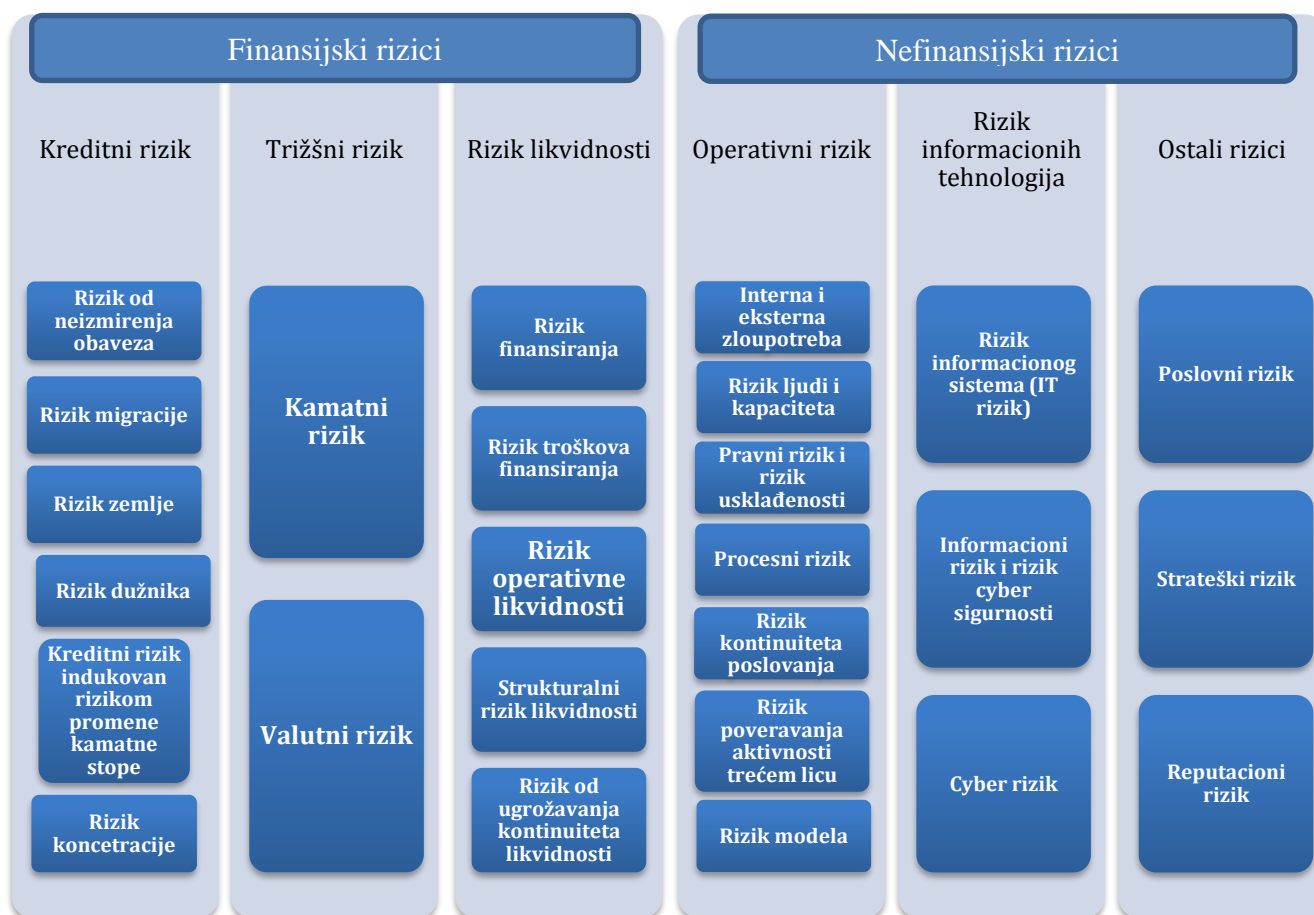 Finansijski rizici
Kreditni rizik
Trižšni rizik
Rizik likvidnosti
Rizik od
neizmirenja
obaveza
Rizik migracije
Rizik zemlje
Rizik dužnika
Kreditni rizik
indukovan
rizikom
promene
kamatne
stope
Rizik
koncetracije
Kamatni
rizik
Valutni rizik
Rizik
finansiranja
Rizik troškova
finansiranja
Rizik
operativne
likvidnosti
Strukturalni
rizik likvidnosti
Rizik od
ugrožavanja
kontinuiteta
likvidnosti
Nefinansijski rizici
Operativni rizik
Rizik
informacionih
tehnologija
Ostali rizici
Interna i
eksterna
zloupotreba
Rizik ljudi i
kapaciteta
Pravni rizik i
rizik
usklađenosti
Procesni rizik
Rizik
kontinuiteta
poslovanja
Rizik
poveravanja
aktivnosti
trećem licu
Rizik modela
Rizik
informacionog
sistema (IT
rizik)
Informacioni
rizik i rizik
cyber
sigurnosti
Cyber rizik
Poslovni rizik
Strateški rizik
Reputacioni
rizik